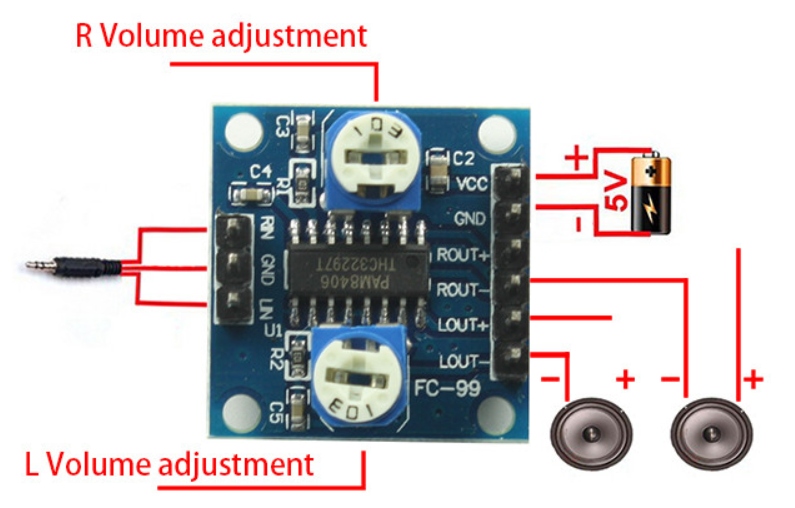 R Volume adjustment
C3
103
C2
VCC
C4
R1
GND
5V
+
-
RIN
GND
LIN
ROUT+
ROUT-
LOUT+
LOUT-
PAM8406
THC32297T
U1
R2
C5
103
FC-99
-
+
-
+
L Volume adjustment